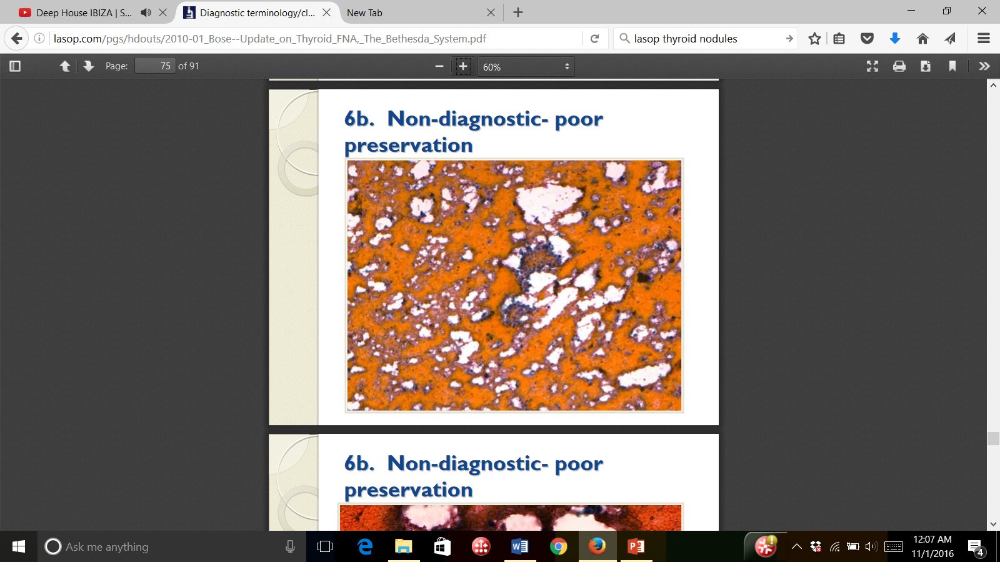 Deep House IBIZA | S...
Diagnostic terminology/cl...
New Tab
lasop.com/pgs/hdouts/2010-01_Bose--Update_on_Thyroid_FNA,_The_Bethesda_System.pdf
lasop thyroid nodules
Page: 75 of 91
60%
6b. Non-diagnostic- poor
preservation
6b. Non-diagnostic- poor
preservation
Ask me anything
12:07 AM
11/1/2016
4